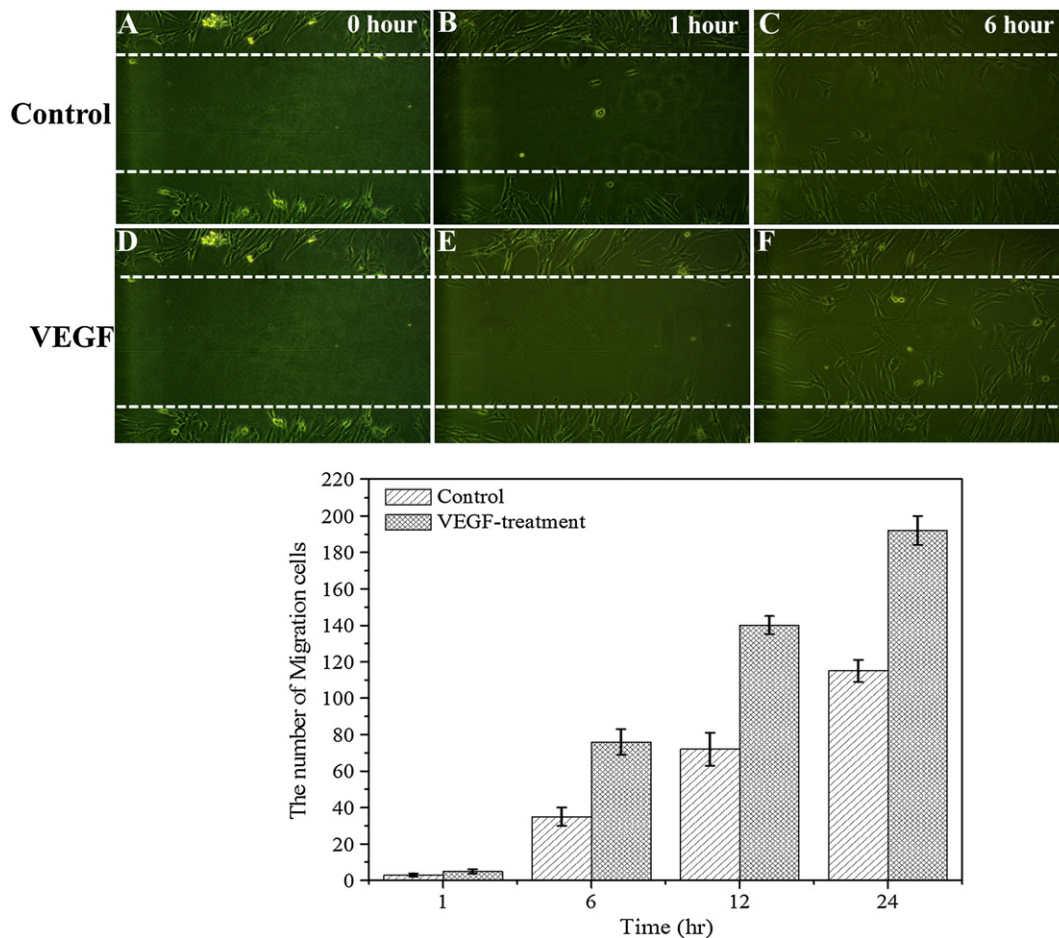 A 0 hour B 1 hour C 6 hour
Control
D E F
VEGF
220
200
180
160
140
120
100
80
60
40
20
0
The number of Migration cells
Control
VEGF-treatment
1 6 12 24
Time (hr)